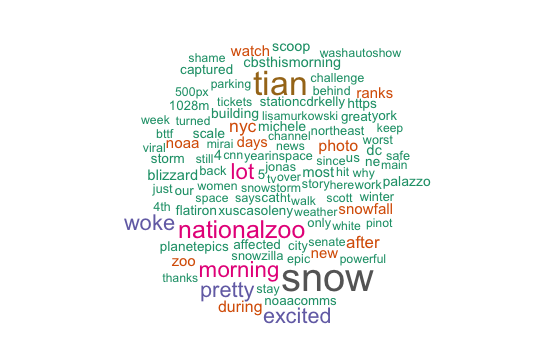 shame watch scoop washautoshow
captured cbsthismorning
parking tian challenge
500px behind ranks
1028m tickets stationcdrkelly https
week turned building lisamurkowski greatyork
bttf scale nyc michele northeast keep
viral noaa mirai days channel news photo dc worst
storm still 4 cnn yearinspace since us ne safe
blizzard back lot jonas most hit why main
just our women 5 tv over storyherework palazzo
snowstorm
space sayscatht walk scott winter
4th flatiron xuscasoleny weather snowfall
woke nationalzoo only white pinot
planetepics affected city senate after
zoo snowzilla epic new powerful
thanks morning snow
pretty stay
during noaacomms
excited